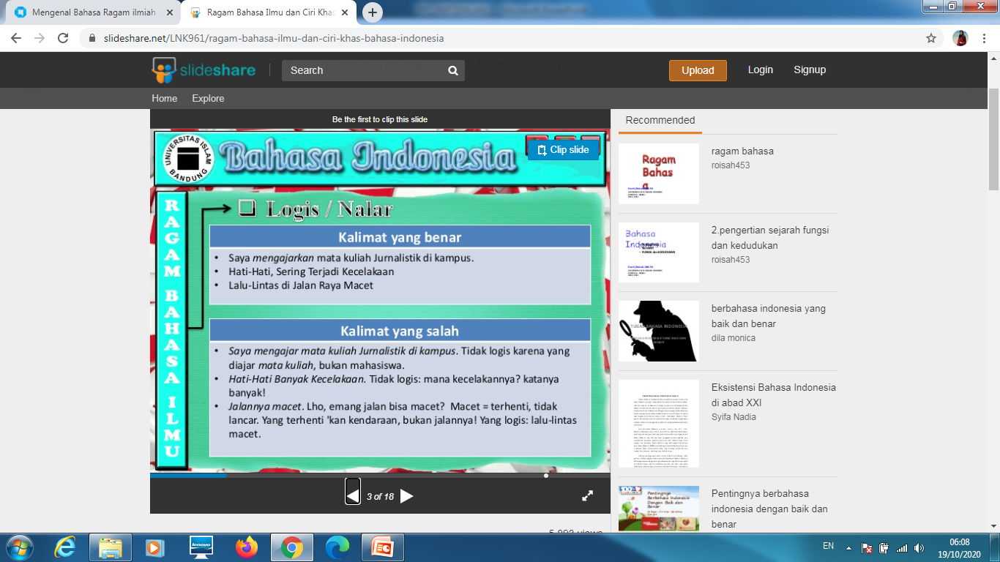 Mengenal Bahasa Ragam ilmiah
Ragam Bahasa Ilmu dan Ciri Khas
slideshare.net/LNK961/ragam-bahasa-ilmu-dan-ciri-khas-bahasa-indonesia
slideshare
Search
Upload
Login
Signup
Home
Explore
Be the first to clip this slide
UNIVERSITAS ISLAM
BANDUNG
Bahasa Indonesia
Clip slide
RAGAM BAHASA ILMU
Logis / Nalar
Kalimat yang benar
• Saya mengajarkan mata kuliah Jurnalistik di kampus.
• Hati-Hati, Sering Terjadi Kecelakaan
• Lalu-Lintas di Jalan Raya Macet
Kalimat yang salah
• Saya mengajar mata kuliah Jurnalistik di kampus. Tidak logis karena yang
diajar mata kuliah, bukan mahasiswa.
• Hati-Hati Banyak Kecelakaan. Tidak logis: mana kecelakannya? katanya
banyak!
• Jalannya macet. Lho, emang jalan bisa macet? Macet = terhenti, tidak
lancar. Yang terhenti 'kan kendaraan, bukan jalannya! Yang logis: lalu-lintas
macet.
3 of 18
5,892 views
Recommended
Ragam
Bahas
a
ragam bahasa
roisah453
Bahasa
Indonesia
2.pengertian sejarah fungsi
dan kedudukan
roisah453
TUGAS BAHASA INDONESIA
berbahasa indonesia yang
baik dan benar
dila monica
Eksistensi Bahasa Indonesia
di abad XXI
Syifa Nadia
Pentingnya
Berbahasa Indonesia
Dengan Baik dan
Benar
Pentingnya berbahasa
indonesia dengan baik dan
benar
lenovo
EN
06:08
19/10/2020